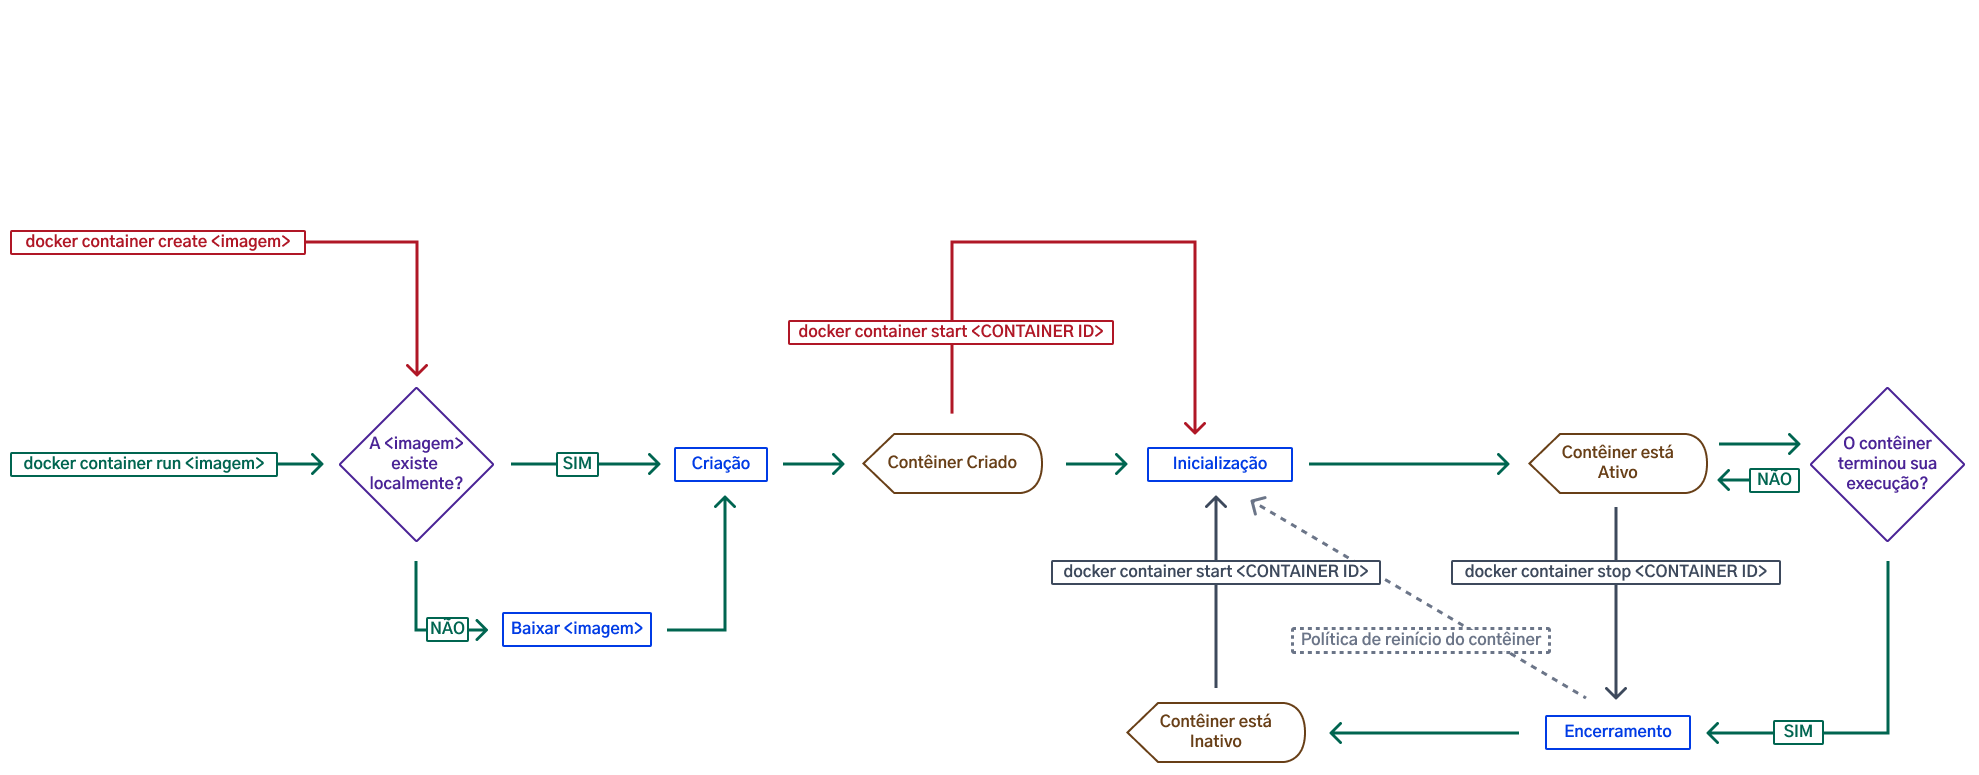 docker container create <imagem>
docker container start <CONTAINER ID>
docker container run <imagem>
A <imagem>
existe
localmente?
SIM
Criação
Contêiner Criado
Inicialização
Contêiner está
Ativo
NÃO
O contêiner
terminou sua
execução?
docker container start <CONTAINER ID>
docker container stop <CONTAINER ID>
NÃO
Baixar <imagem>
Política de reinício do contêiner
Contêiner está
Inativo
Encerramento
SIM